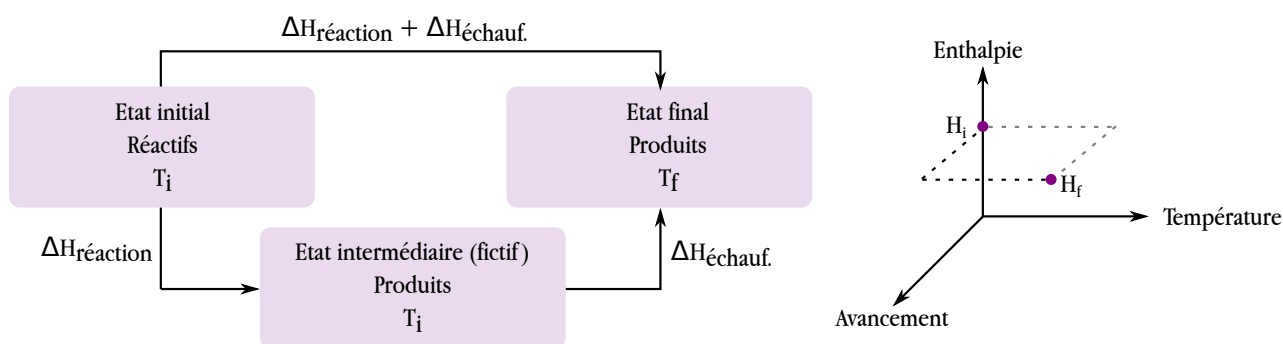 ΔHréaction + ΔHéchauf.
Etat initial
Réactifs
Ti
Etat final
Produits
Tf
ΔHréaction
Etat intermédiaire (fictif)
Produits
Ti
ΔHéchauf.
Enthalpie
Hi
Hf
Température
Avancement